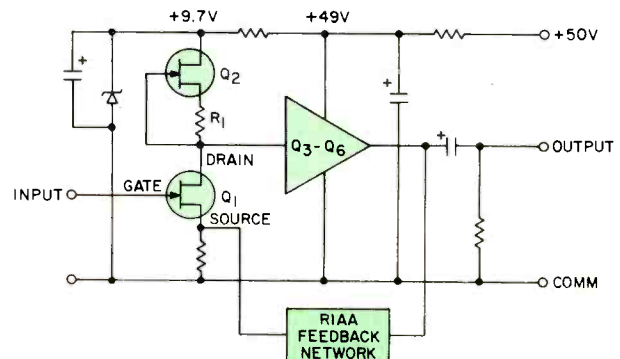 +9.7V
+49V
+50V
+
Q2
+
R1
+
Q3-Q6
OUTPUT
DRAIN
GATE
INPUT
Q1
SOURCE
COMM
RIAA
FEEDBACK
NETWORK